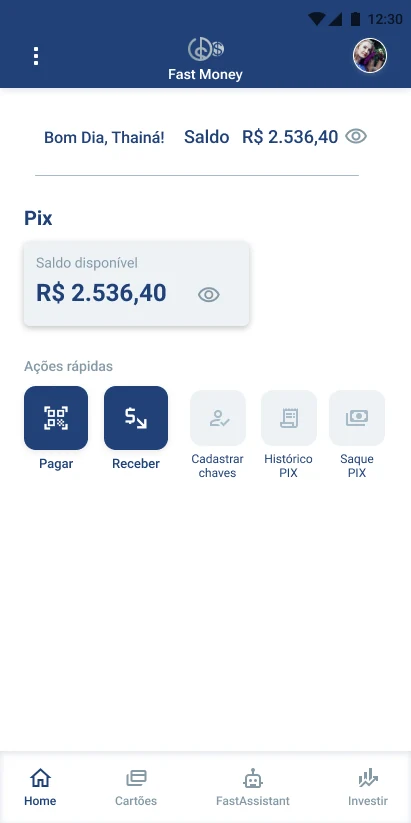 12:30
Fast Money
Bom Dia, Thainá! Saldo R$ 2.536,40
Pix
Saldo disponível
R$ 2.536,40
Ações rápidas
Pagar
Receber
Cadastrar
chaves
Histórico
PIX
Saque
PIX
Home
Cartões
FastAssistant
Investir